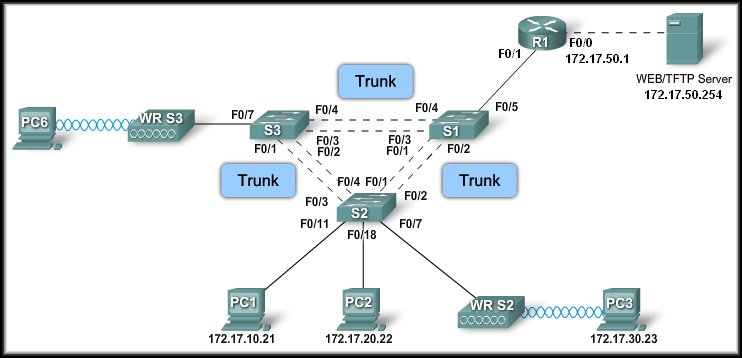 R1
F0/1
F0/0
172.17.50.1
WEB/TFTP Server
172.17.50.254
Trunk
PC6
WR S3
F0/7
S3
F0/4
F0/4
S1
F0/5
F0/1
F0/3
F0/2
F0/3
F0/1
F0/2
Trunk
Trunk
F0/4
F0/1
F0/2
F0/3
S2
F0/11
F0/18
F0/7
PC1
PC2
WR S2
PC3
172.17.10.21
172.17.20.22
172.17.30.23